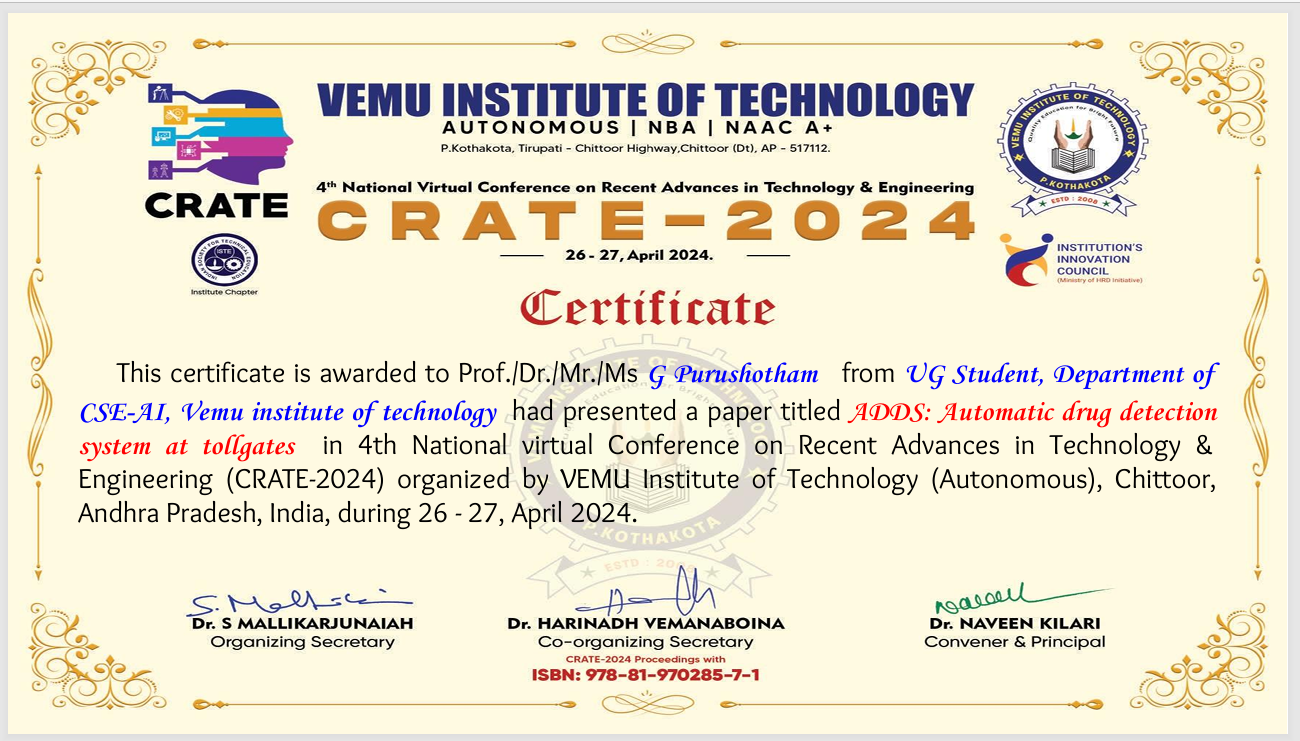 VEMU INSTITUTE OF TECHNOLOGY
AUTONOMOUS | NBA | NAAC A+
P.Kothakota, Tirupati - Chittoor Highway,Chittoor (Dt), AP - 517112.
CRATE
VEMU INSTITUTE OF TECHNOLOGY
Quality Education for Bright Future
P.KOTHAKOTA
ESTD : 2008
4th National Virtual Conference on Recent Advances in Technology & Engineering
CRATE-2024
26 - 27, April 2024.
INDIAN SOCIETY FOR TECHNICAL EDUCATION
ISTE
Institute Chapter
INSTITUTION'S
INNOVATION
COUNCIL
(Ministry of HRD Initiative)
Certificate
This certificate is awarded to Prof./Dr./Mr./Ms G Purushotham from UG Student, Department of
CSE-AI, Vemu institute of technology had presented a paper titled ADDS: Automatic drug detection
system at tollgates in 4th National virtual Conference on Recent Advances in Technology &
Engineering (CRATE-2024) organized by VEMU Institute of Technology (Autonomous), Chittoor,
Andhra Pradesh, India, during 26 - 27, April 2024.
P.KOTHAKOTA
ESTD : 2008
Dr. S MALLIKARJUNAIAH
Organizing Secretary
Dr. HARINADH VEMANABOINA
Co-organizing Secretary
Dr. NAVEEN KILARI
Convener & Principal
CRATE-2024 Proceedings with
ISBN: 978-81-970285-7-1